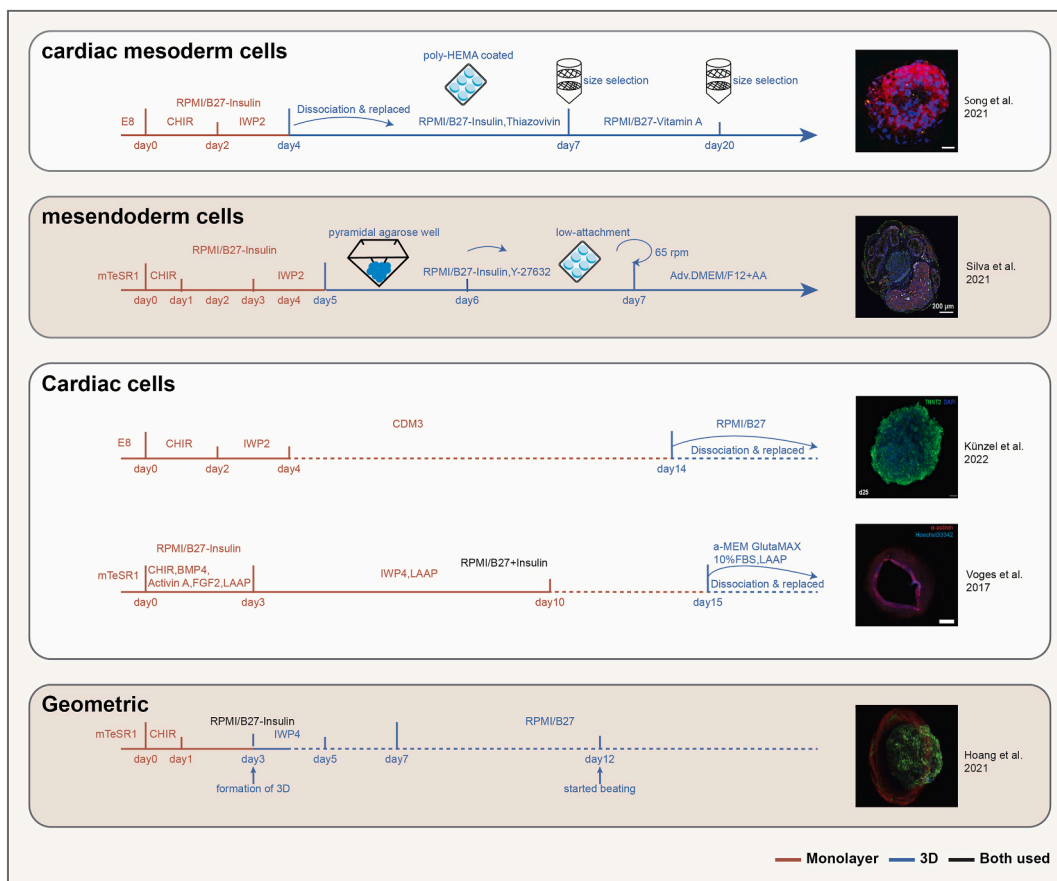 cardiac mesoderm cells
poly-HEMA coated
size selection
size selection
RPMI/B27-Insulin
Dissociation & replaced
E8
CHIR
IWP2
RPMI/B27-Insulin,Thiazovivin
RPMI/B27-Vitamin A
day0
day2
day4
day7
day20
Song et al.
2021
mesendoderm cells
pyramidal agarose well
low-attachment
RPMI/B27-Insulin
65 rpm
mTeSR1
CHIR
IWP2
RPMI/B27-Insulin,Y-27632
Adv.DMEM/F12+AA
day0
day1
day2
day3
day4
day5
day6
day7
200 µm
Silva et al.
2021
Cardiac cells
CDM3
RPMI/B27
E8
CHIR
IWP2
Dissociation & replaced
day0
day2
day4
day14
TNNT2 DAPI
d25
Künzel et al.
2022
RPMI/B27-Insulin
a-MEM GlutaMAX
10%FBS,LAAP
mTeSR1
CHIR,BMP4,
Activin A,FGF2,LAAP
IWP4,LAAP
RPMI/B27+Insulin
Dissociation & replaced
day0
day3
day10
day15
α-actinin
Hoechst33342
Voges et al.
2017
Geometric
RPMI/B27-Insulin
RPMI/B27
mTeSR1
CHIR
IWP4
day0
day1
day3
day5
day7
day12
formation of 3D
started beating
Hoang et al.
2021
Monolayer
3D
Both used